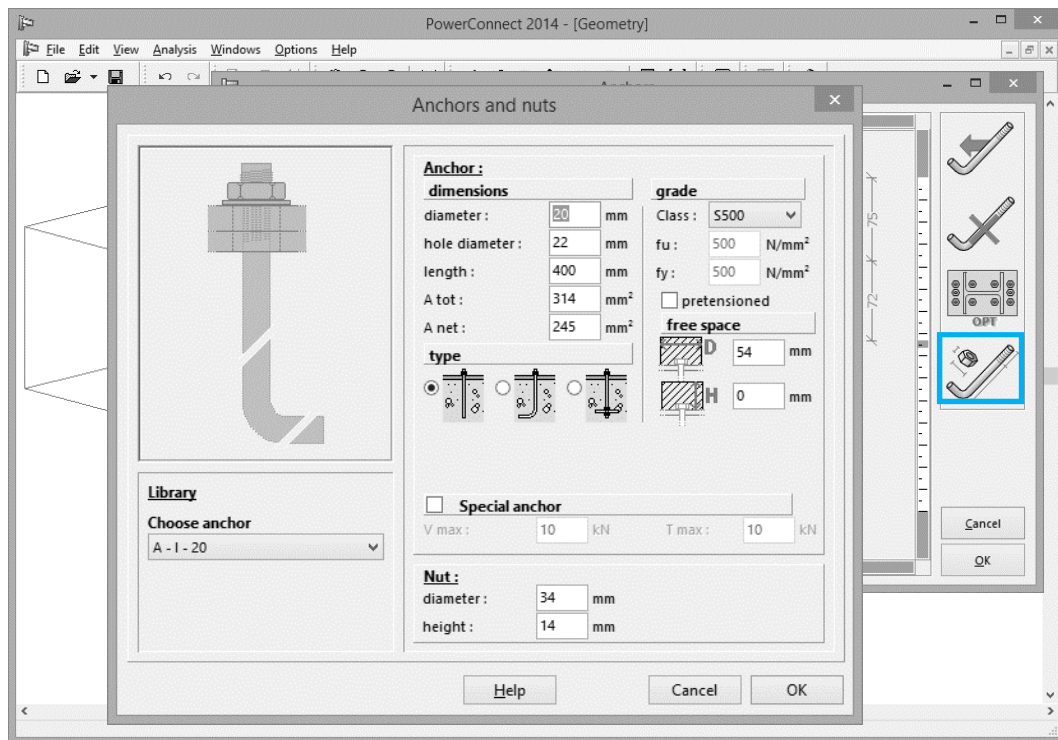 PowerConnect 2014 - [Geometry]
File Edit View Analysis Windows Options Help
Anchors and nuts
Anchor :
dimensions
diameter : 20 mm
hole diameter : 22 mm
length : 400 mm
A tot : 314 mm²
A net : 245 mm²
type
grade
Class : S500
fu : 500 N/mm²
fy : 500 N/mm²
pretensioned
free space
D 54 mm
H 0 mm
Special anchor
V max : 10 kN T max : 10 kN
Library
Choose anchor
A - I - 20
Nut :
diameter : 34 mm
height : 14 mm
Help Cancel OK
75
72
OPT
Cancel
OK